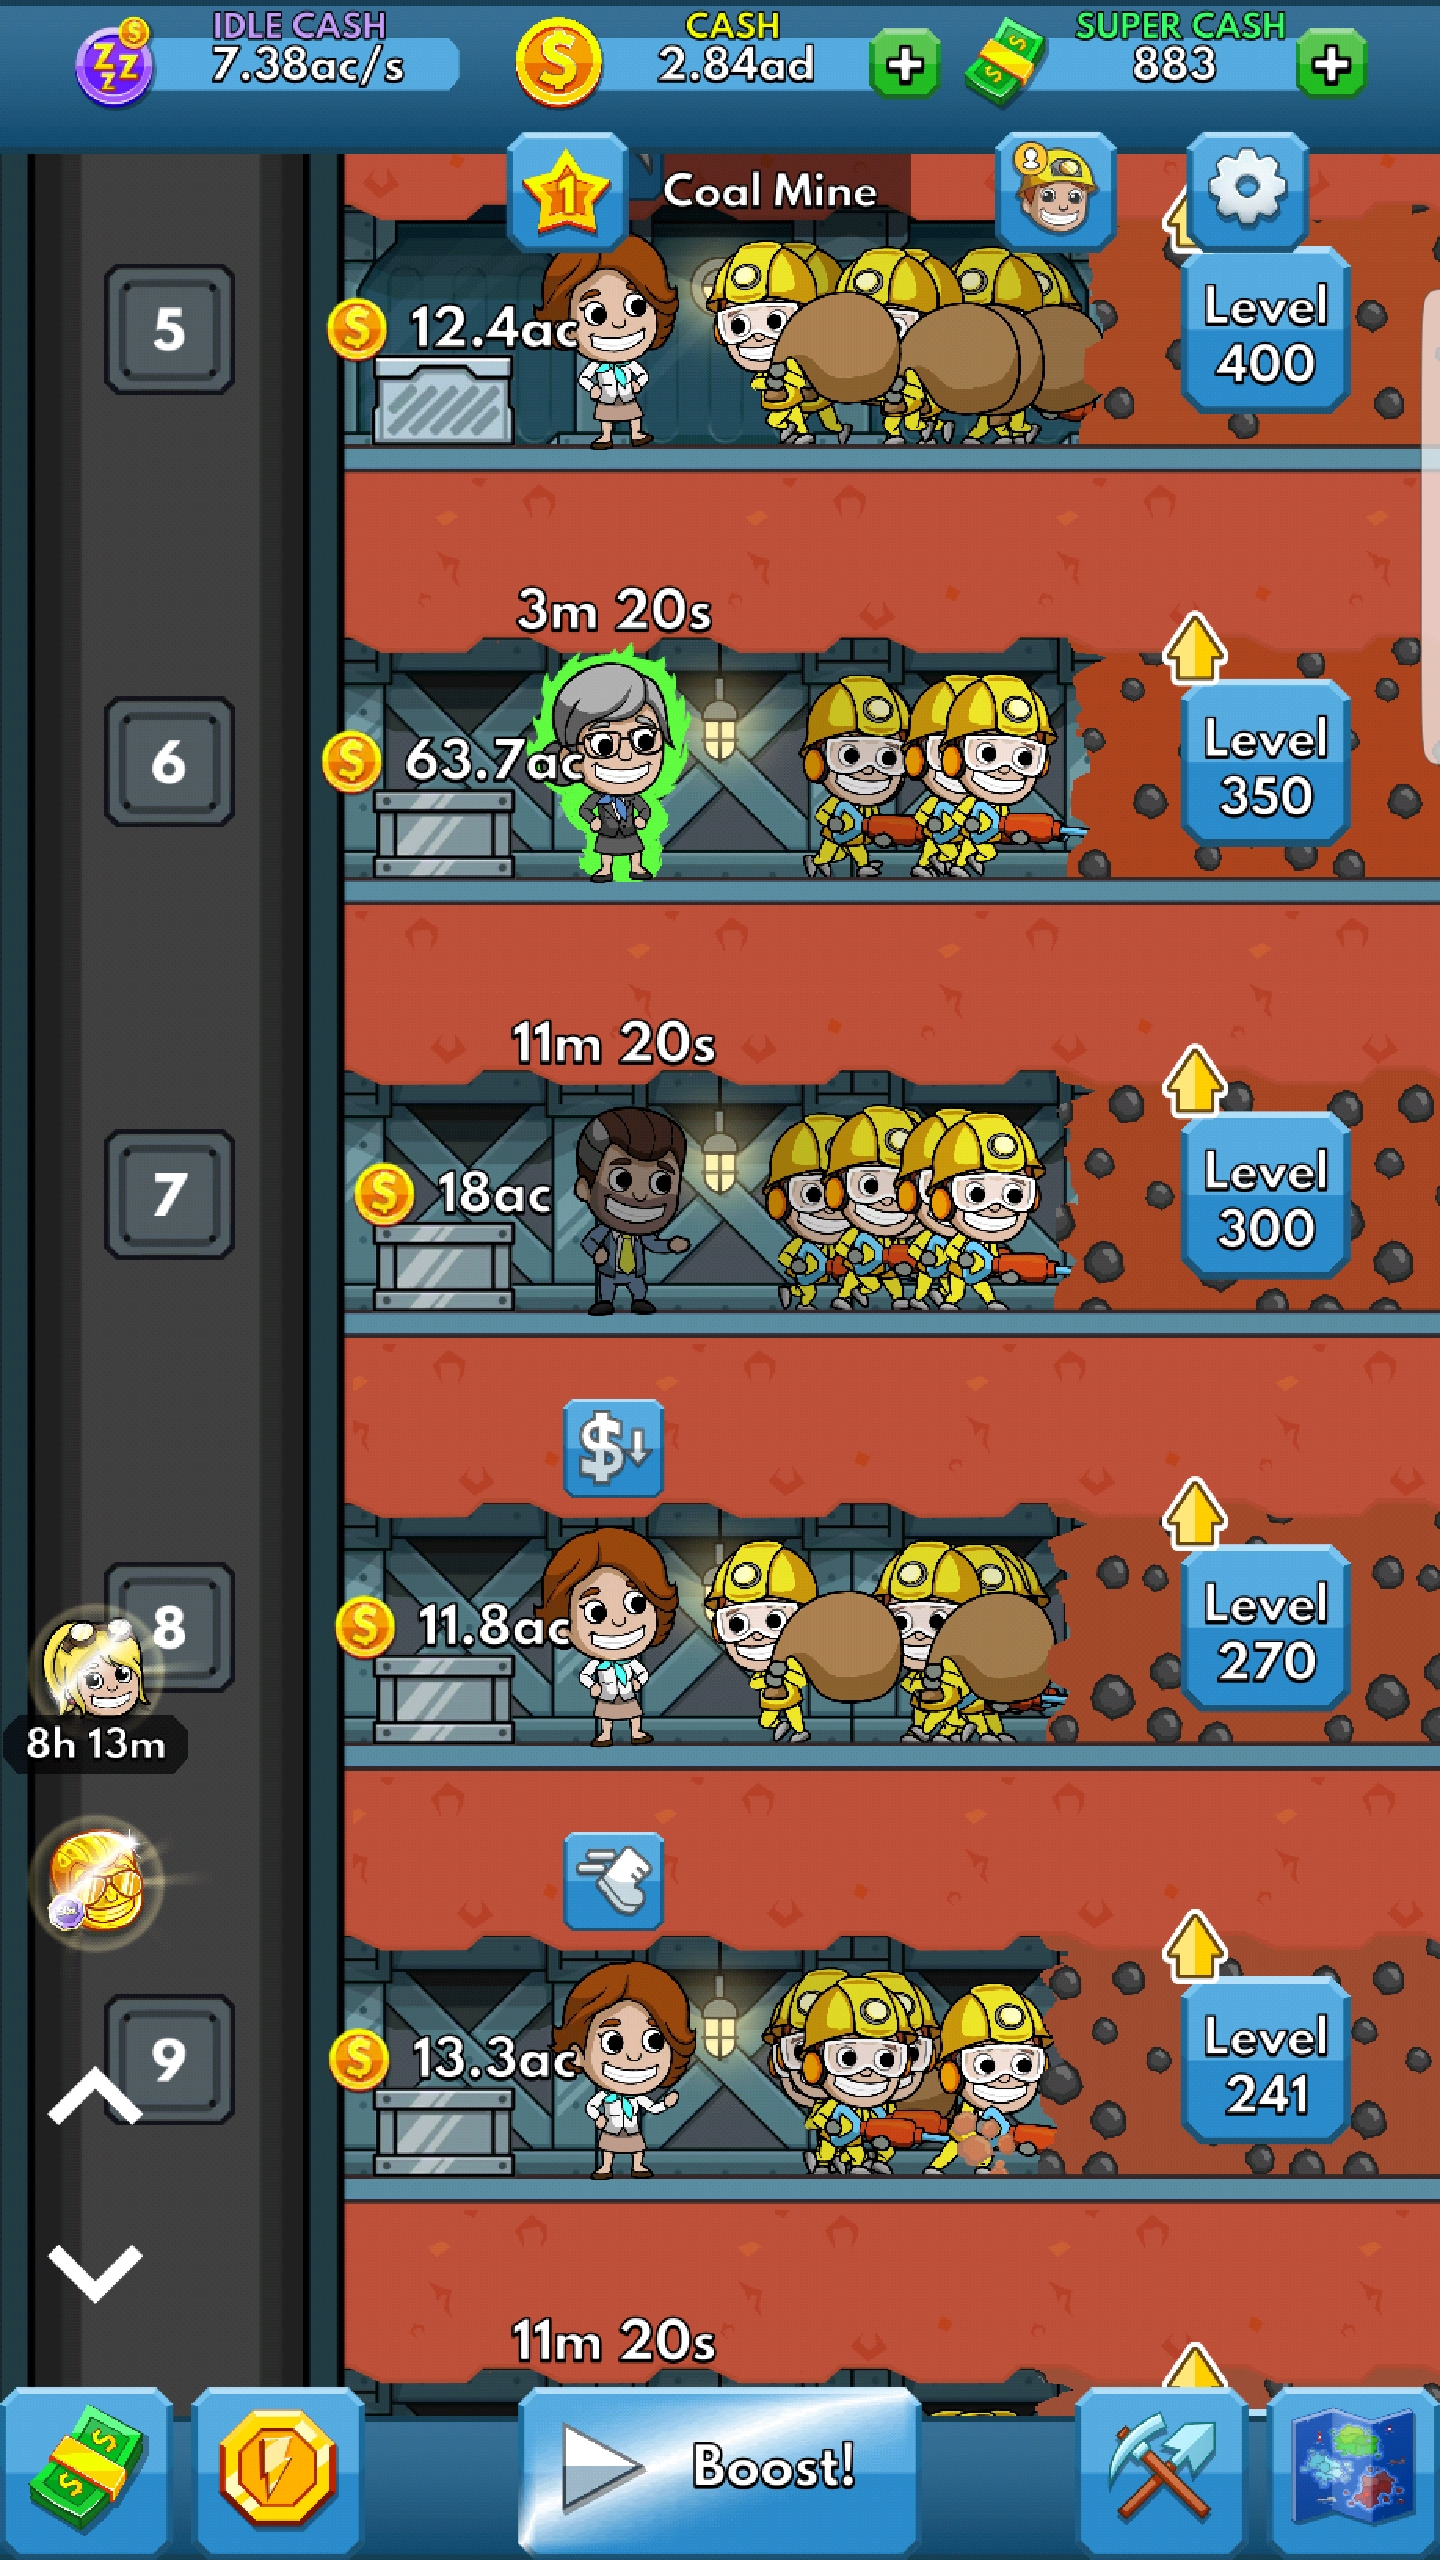 IDLE CASH
7.38ac/s
CASH
2.84ad
SUPER CASH
883
1
Coal Mine
5
12.4ac
Level
400
3m 20s
6
63.7ac
Level
350
11m 20s
7
18ac
Level
300
8
11.8ac
Level
270
8h 13m
9
13.3ac
Level
241
11m 20s
Boost!